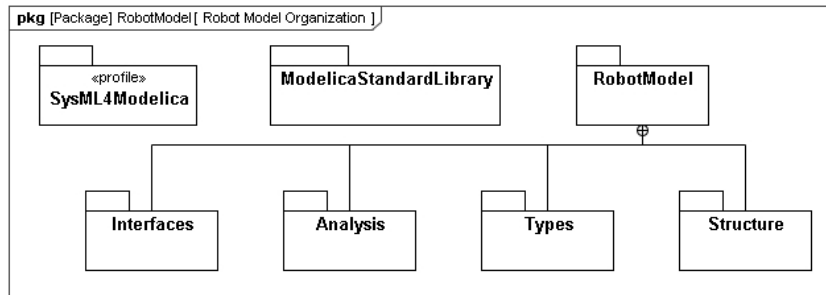 pkg [Package] RobotModel[ Robot Model Organization ]
«profile»
SysML4Modelica
ModelicaStandardLibrary
RobotModel
Interfaces
Analysis
Types
Structure